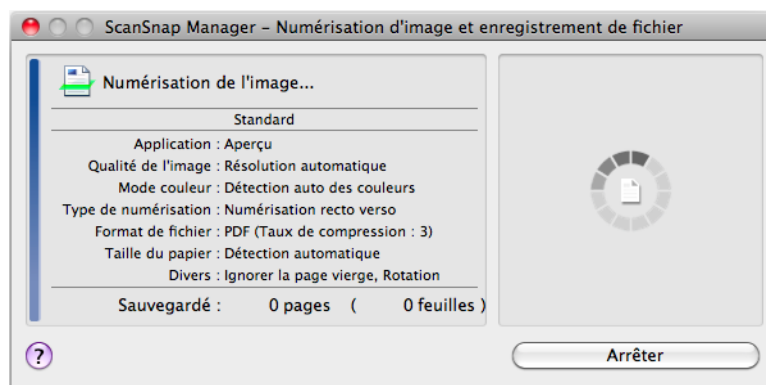 ScanSnap Manager – Numérisation d'image et enregistrement de fichier
Numérisation de l'image...
Standard
Application : Aperçu
Qualité de l'image : Résolution automatique
Mode couleur : Détection auto des couleurs
Type de numérisation : Numérisation recto verso
Format de fichier : PDF (Taux de compression : 3)
Taille du papier : Détection automatique
Divers : Ignorer la page vierge, Rotation
Sauvegardé : 0 pages ( 0 feuilles )
? Arrêter